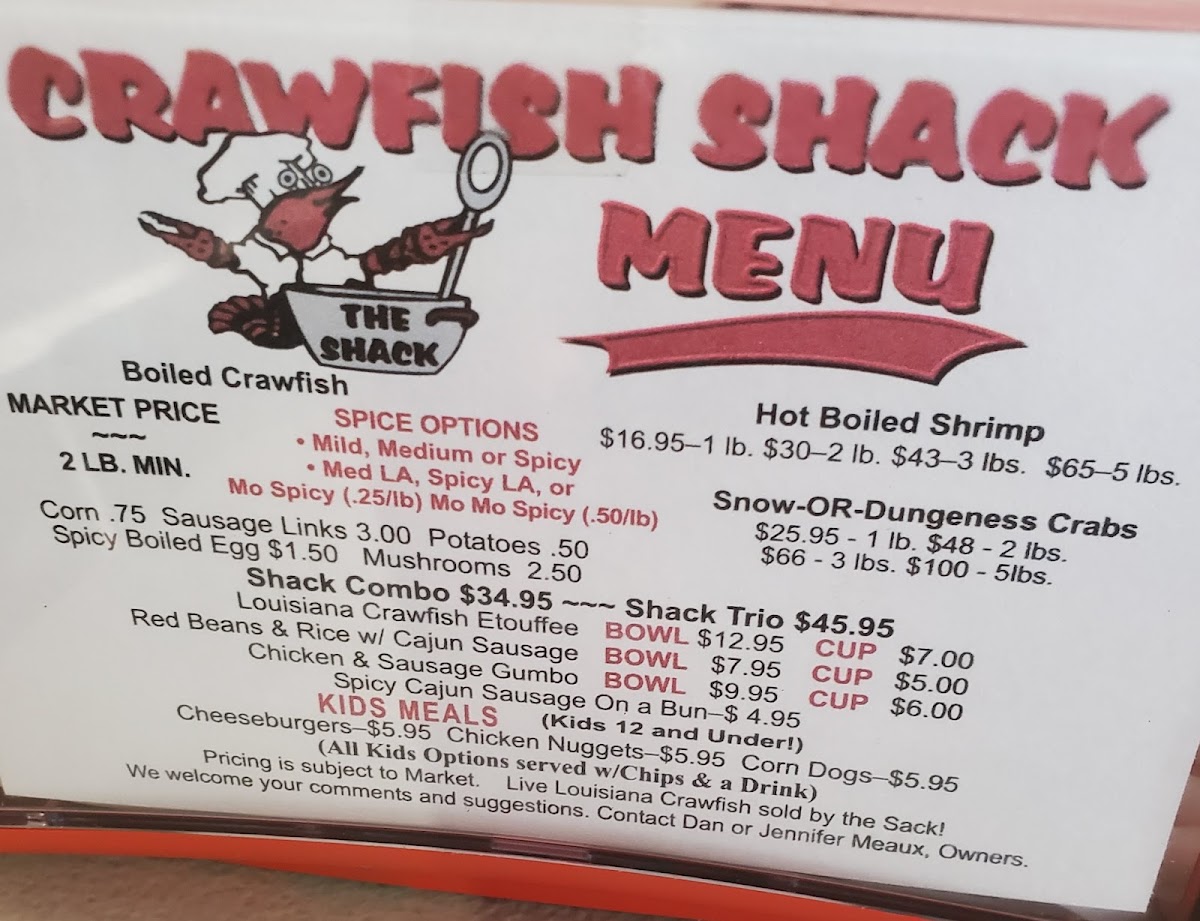 CRAWFISH SHACK
MENU
THE
SHACK
Boiled Crawfish
MARKET PRICE
~~~
2 LB. MIN.
SPICE OPTIONS
• Mild, Medium or Spicy
• Med LA, Spicy LA, or
Mo Spicy (.25/lb) Mo Mo Spicy (.50/lb)
Hot Boiled Shrimp
$16.95–1 lb. $30–2 lb. $43–3 lbs. $65–5 lbs.
Snow-OR-Dungeness Crabs
$25.95 - 1 lb. $48 - 2 lbs.
$66 - 3 lbs. $100 - 5lbs.
Corn .75 Sausage Links 3.00 Potatoes .50
Spicy Boiled Egg $1.50 Mushrooms 2.50
Shack Combo $34.95 ~~~ Shack Trio $45.95
Louisiana Crawfish Etouffee BOWL $12.95 CUP $7.00
Red Beans & Rice w/ Cajun Sausage BOWL $7.95 CUP $5.00
Chicken & Sausage Gumbo BOWL $9.95 CUP $6.00
Spicy Cajun Sausage On a Bun–$ 4.95
KIDS MEALS (Kids 12 and Under!)
Cheeseburgers–$5.95 Chicken Nuggets–$5.95 Corn Dogs–$5.95
(All Kids Options served w/Chips & a Drink)
Pricing is subject to Market. Live Louisiana Crawfish sold by the Sack!
We welcome your comments and suggestions. Contact Dan or Jennifer Meaux, Owners.